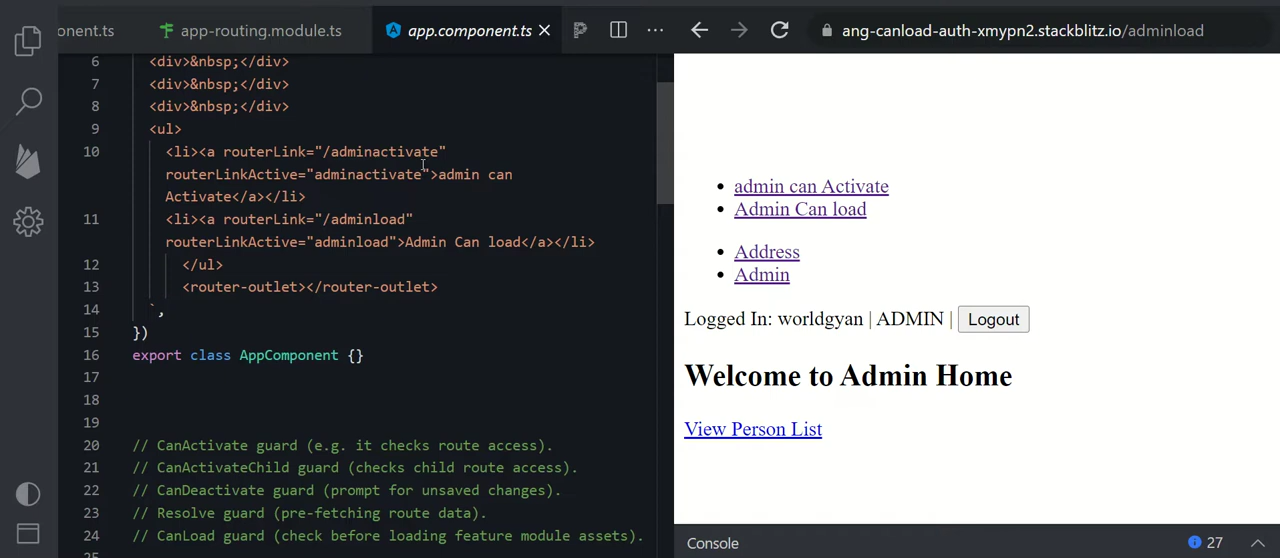 onent.ts app-routing.module.ts app.component.ts
6 <div>&nbsp;</div>
7 <div>&nbsp;</div>
8 <div>&nbsp;</div>
9 <ul>
10 <li><a routerLink="/adminactivate"
routerLinkActive="adminactivate">admin can
Activate</a></li>
11 <li><a routerLink="/adminload"
routerLinkActive="adminload">Admin Can load</a></li>
12 </ul>
13 <router-outlet></router-outlet>
14 `,
15 })
16 export class AppComponent {}
17
18
19
20 // CanActivate guard (e.g. it checks route access).
21 // CanActivateChild guard (checks child route access).
22 // CanDeactivate guard (prompt for unsaved changes).
23 // Resolve guard (pre-fetching route data).
24 // CanLoad guard (check before loading feature module assets).
ang-canload-auth-xmypn2.stackblitz.io/adminload
• admin can Activate
• Admin Can load
• Address
• Admin
Logged In: worldgyan | ADMIN | Logout
Welcome to Admin Home
View Person List
Console 27